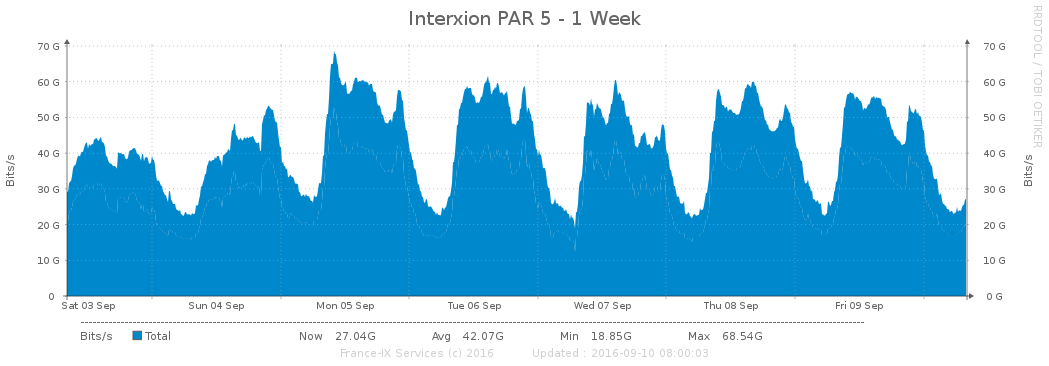 Interxion PAR 5 - 1 Week
RRDTOOL / TOBI OETIKER
Bits/s
70 G
60 G
50 G
40 G
30 G
20 G
10 G
0
70 G
60 G
50 G
40 G
30 G
20 G
10 G
0 G
Bits/s
Sat 03 Sep Sun 04 Sep Mon 05 Sep Tue 06 Sep Wed 07 Sep Thu 08 Sep Fri 09 Sep
Bits/s Total Now 27.04G Avg 42.07G Min 18.85G Max 68.54G
France-IX Services (c) 2016 Updated : 2016-09-10 08:00:03